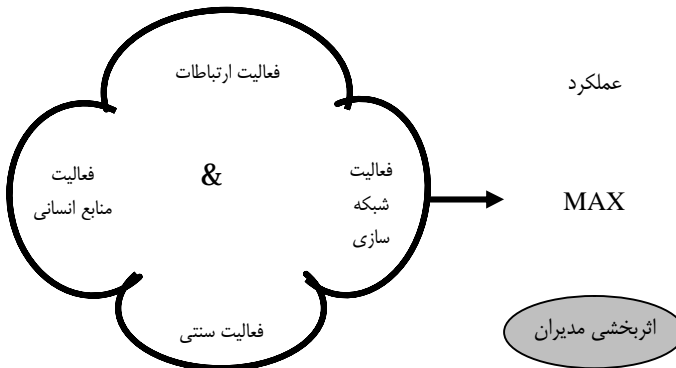 فعالیت ارتباطات
عملکرد
فعالیت
شبکه
سازی
&
فعالیت
منابع انسانی
MAX
فعالیت سنتی
اثربخشی مدیران